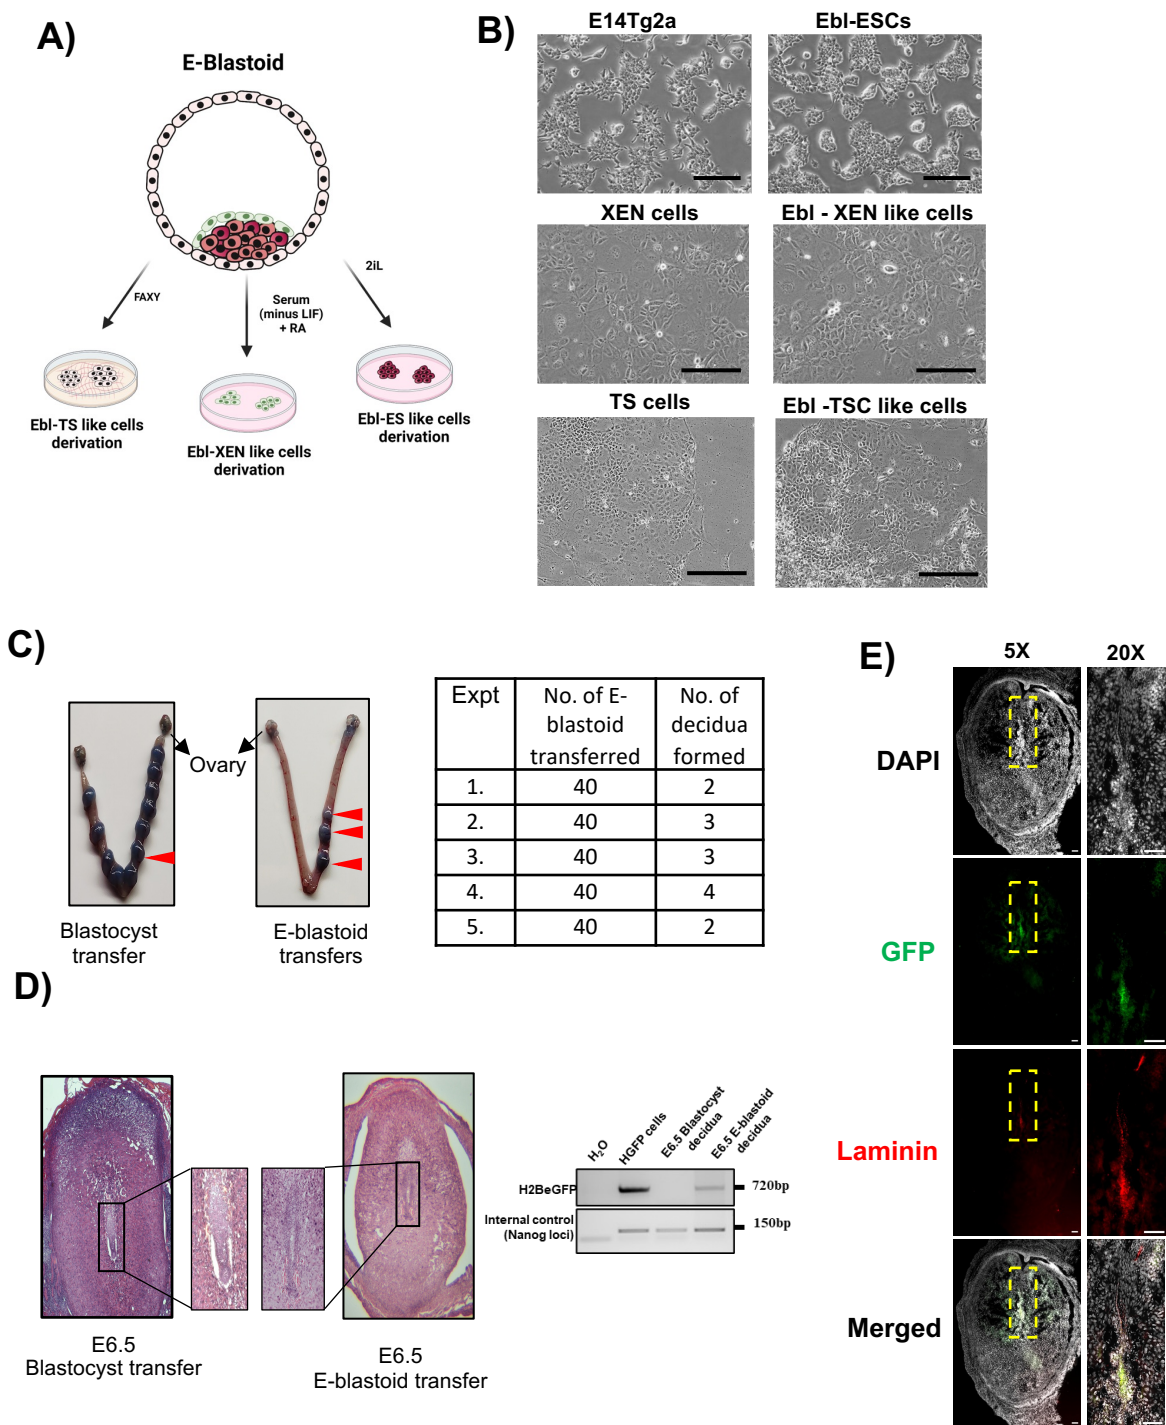 A)
E-Blastoid
FAXY
Serum
(minus LIF)
+ RA
2iL
Ebl-TS like cells
derivation
Ebl-XEN like cells
derivation
Ebl-ES like cells
derivation
B)
E14Tg2a
Ebl-ESCs
XEN cells
Ebl - XEN like cells
TS cells
Ebl -TSC like cells
C)
Ovary
Blastocyst
transfer
E-blastoid
transfers
Expt
No. of E-
blastoid
transferred
No. of
decidua
formed
1. 40 2
2. 40 3
3. 40 3
4. 40 4
5. 40 2
D)
E6.5
Blastocyst transfer
E6.5
E-blastoid transfer
H₂O
HGFP cells
E6.5 Blastocyst
decidua
E6.5 E-blastoid
decidua
H2BeGFP
720bp
Internal control
(Nanog loci)
150bp
E)
5X
20X
DAPI
GFP
Laminin
Merged